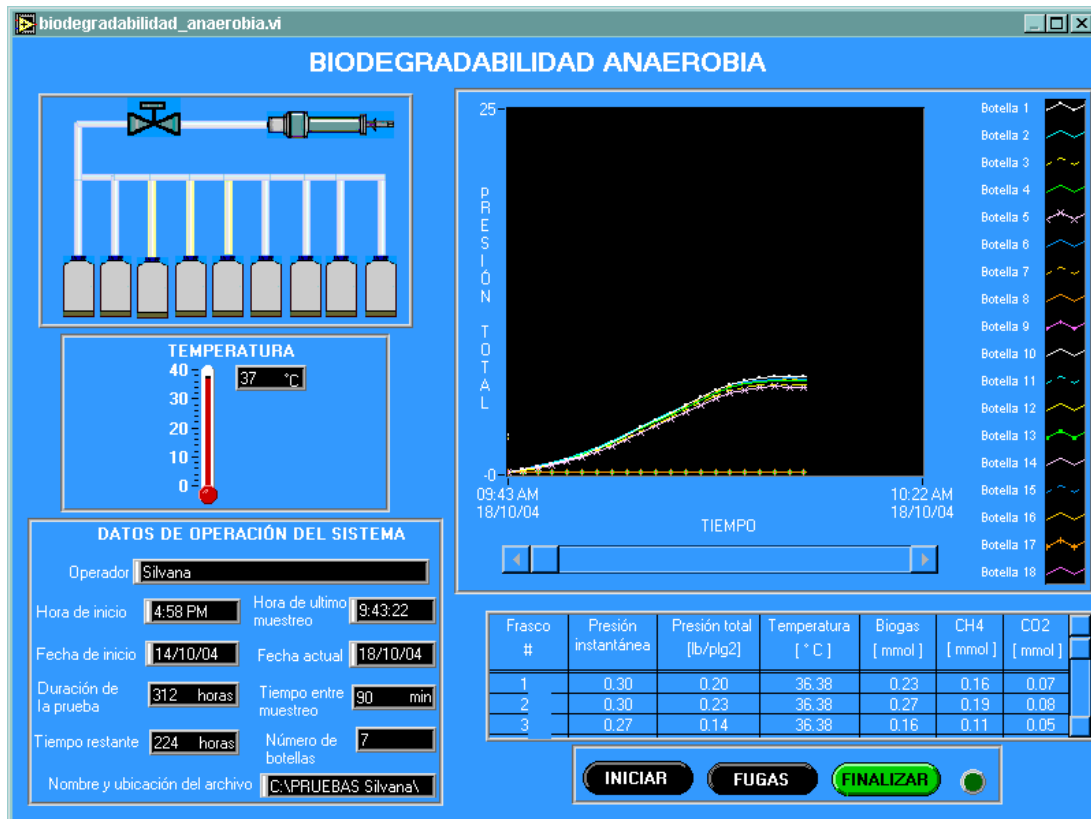 biodegradabilidad_anaerobia.vi
BIODEGRADABILIDAD ANAEROBIA
TEMPERATURA
40
30
20
10
0
37 °C
DATOS DE OPERACIÓN DEL SISTEMA
Operador Silvana
Hora de inicio 4:58 PM
Hora de ultimo
muestreo
9:43:22
Fecha de inicio 14/10/04
Fecha actual 18/10/04
Duración de
la prueba
312 horas
Tiempo entre
muestreo
90 min
Tiempo restante 224 horas
Número de
botellas
7
Nombre y ubicación del archivo C:\PRUEBAS Silvana\
25
PRESIÓN TOTAL
-0
09:43 AM
18/10/04
10:22 AM
18/10/04
TIEMPO
Botella 1
Botella 2
Botella 3
Botella 4
Botella 5
Botella 6
Botella 7
Botella 8
Botella 9
Botella 10
Botella 11
Botella 12
Botella 13
Botella 14
Botella 15
Botella 16
Botella 17
Botella 18
Frasco Presión Presión total Temperatura Biogas CH4 CO2
# instantánea [lb/plg2] [ °C ] [ mmol ] [ mmol ] [ mmol ]
1 0.30 0.20 36.38 0.23 0.16 0.07
2 0.30 0.23 36.38 0.27 0.19 0.08
3 0.27 0.14 36.38 0.16 0.11 0.05
INICIAR FUGAS FINALIZAR